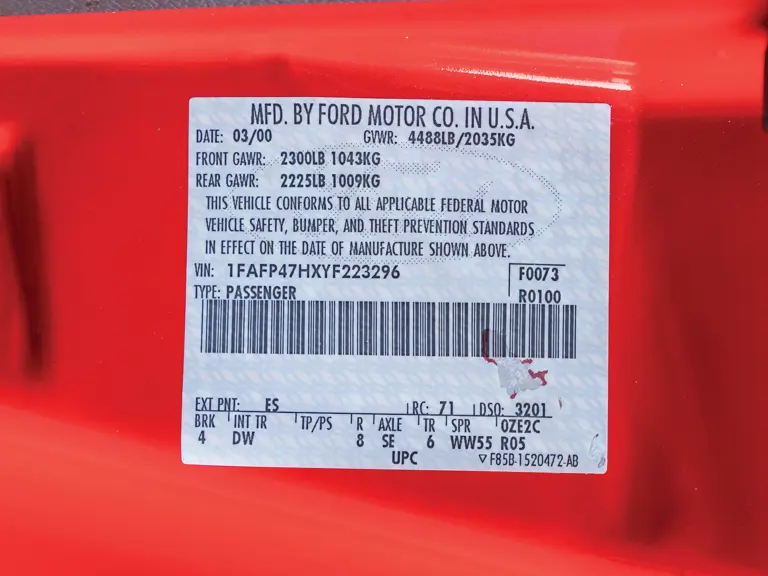 MFD. BY FORD MOTOR CO. IN U.S.A.
DATE: 03/00 GVWR: 4488LB/2035KG
FRONT GAWR: 2300LB 1043KG
REAR GAWR: 2225LB 1009KG
THIS VEHICLE CONFORMS TO ALL APPLICABLE FEDERAL MOTOR
VEHICLE SAFETY, BUMPER, AND THEFT PREVENTION STANDARDS
IN EFFECT ON THE DATE OF MANUFACTURE SHOWN ABOVE.
VIN: 1FAFP47HXYF223296 F0073
TYPE: PASSENGER R0100
EXT PNT: ES RC: 71 DSO: 3201
BRK INT TR TP/PS R AXLE TR SPR 0ZE2C
4 DW 8 SE 6 WW55 R05
UPC ▽ F85B-1520472-AB